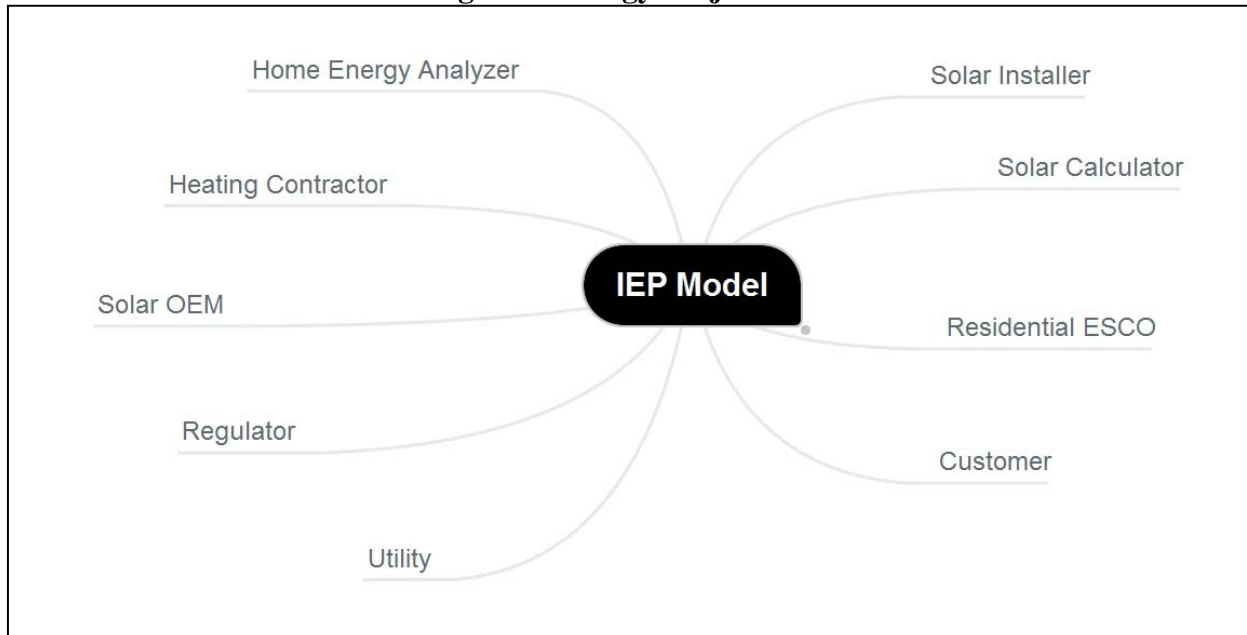 Home Energy Analyzer
Solar Installer
Heating Contractor
Solar Calculator
IEP Model
Solar OEM
Residential ESCO
Regulator
Customer
Utility